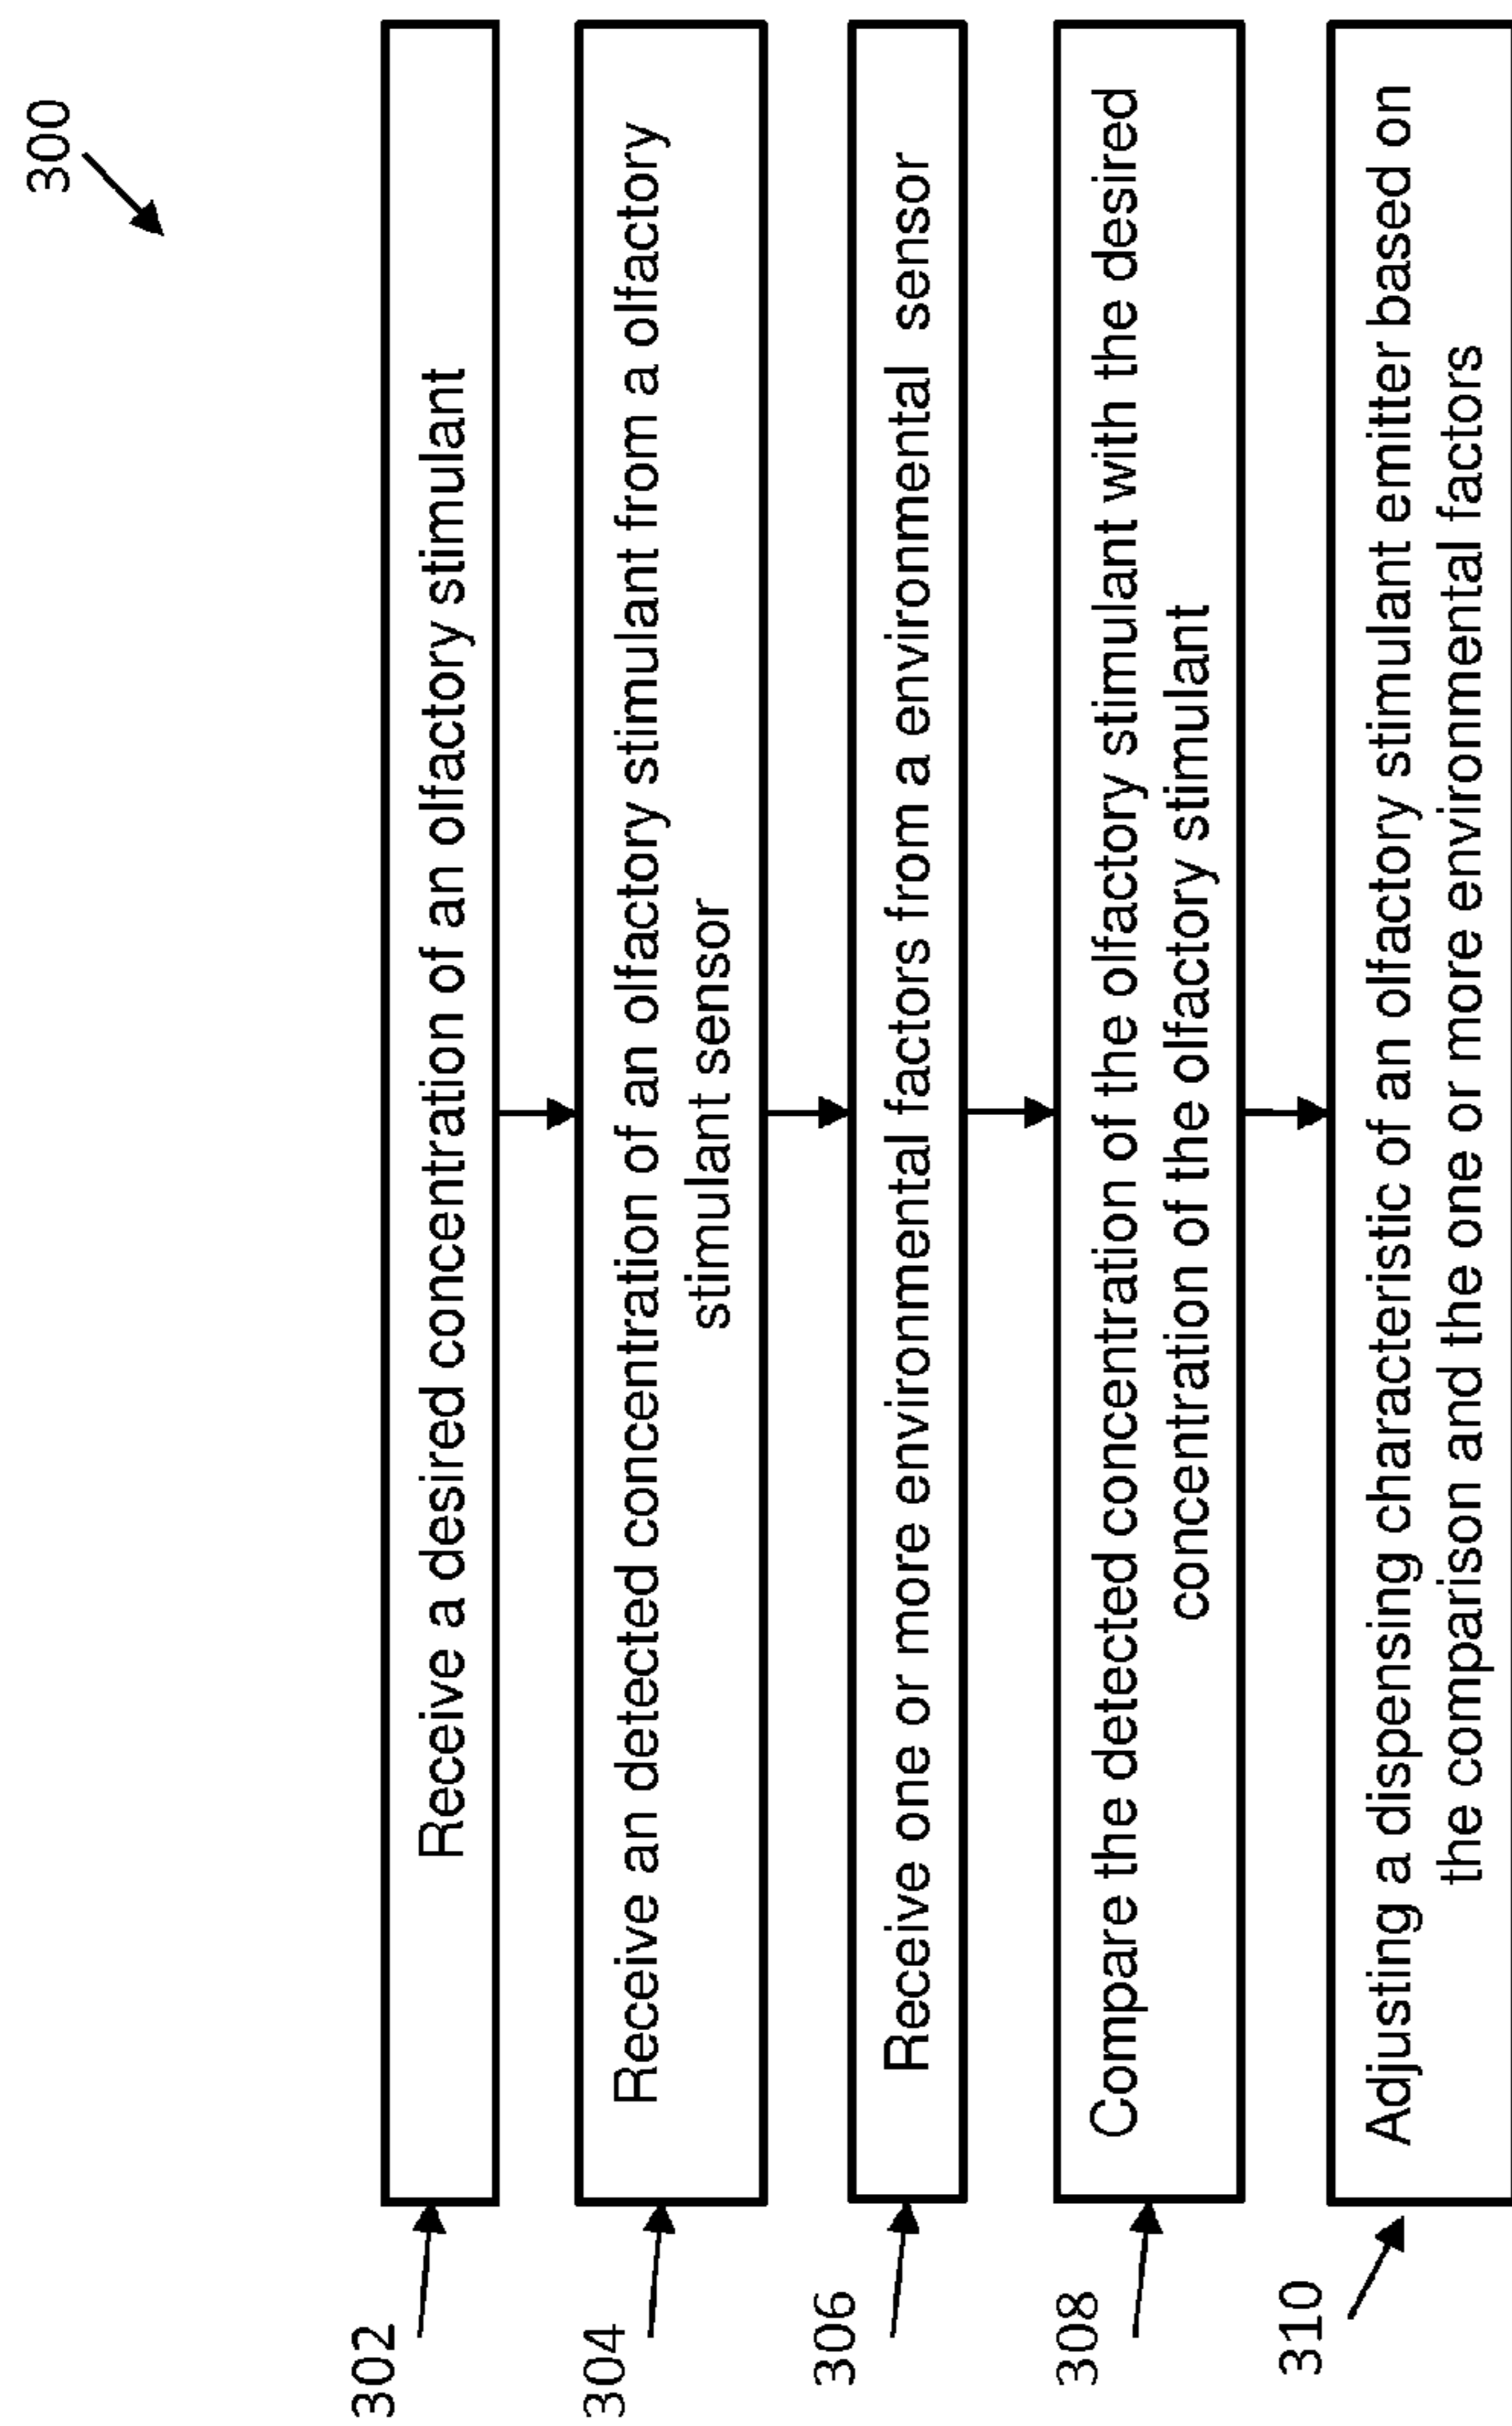 300
302
Receive a desired concentration of an olfactory stimulant
304
Receive an detected concentration of an olfactory stimulant from a olfactory
stimulant sensor
306
Receive one or more environmental factors from a environmental sensor
308
Compare the detected concentration of the olfactory stimulant with the desired
concentration of the olfactory stimulant
310
Adjusting a dispensing characteristic of an olfactory stimulant emitter based on
the comparison and the one or more environmental factors